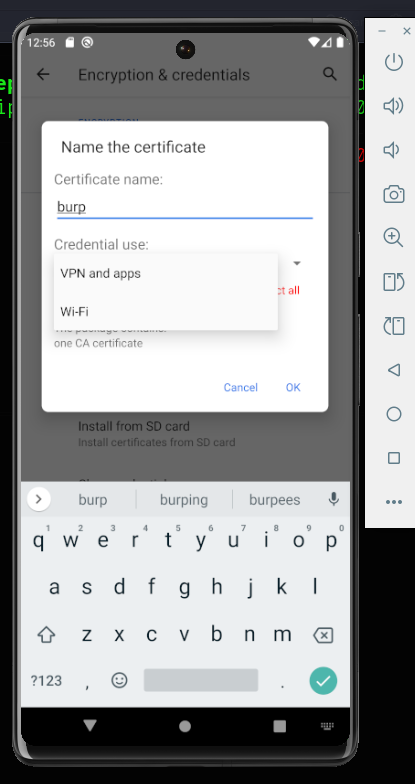 12:56
Encryption & credentials
Name the certificate
Certificate name:
burp
Credential use:
VPN and apps
ct all
Wi-Fi
The package contains:
one CA certificate
Cancel OK
Install from SD card
Install certificates from SD card
burp burping burpees
1 2 3 4 5 6 7 8 9 0
q w e r t y u i o p
a s d f g h j k l
z x c v b n m
?123 , .